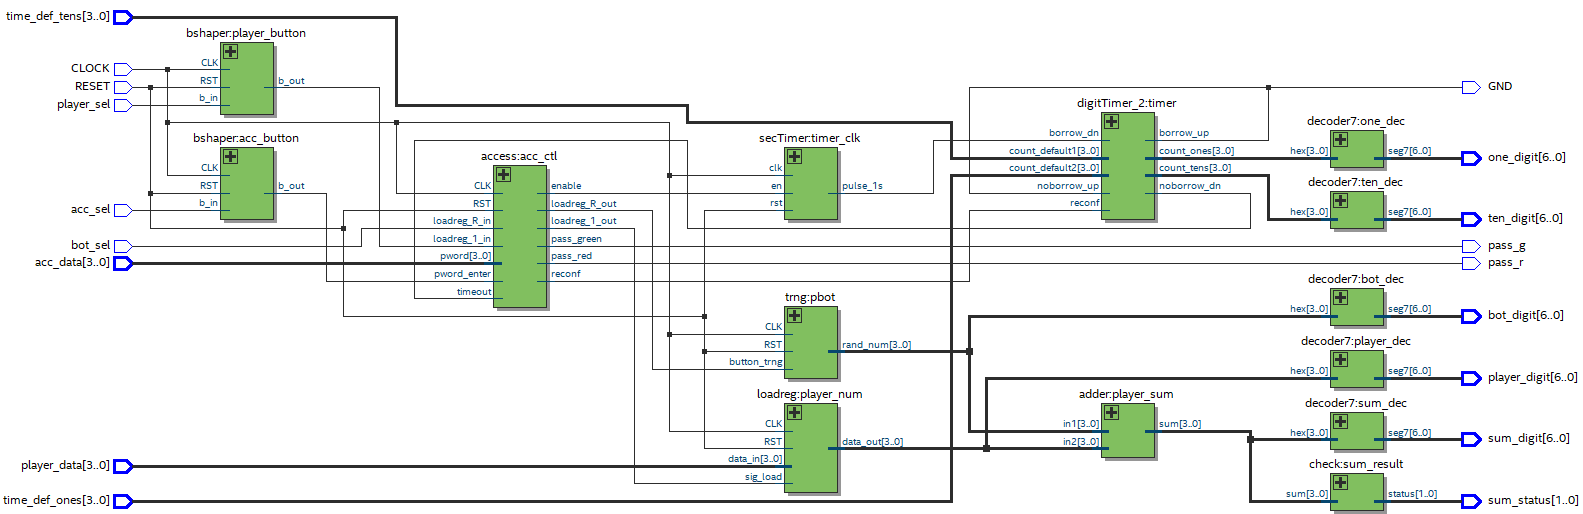 time_def_tens[3..0]
CLOCK
RESET
player_sel
acc_sel
bot_sel
acc_data[3..0]
player_data[3..0]
time_def_ones[3..0]
bshaper:player_button
CLK
RST
b_in
b_out
bshaper:acc_button
CLK
RST
b_in
b_out
access:acc_ctl
CLK
RST
loadreg_R_in
loadreg_1_in
pword[3..0]
pword_enter
timeout
enable
loadreg_R_out
loadreg_1_out
pass_green
pass_red
reconf
secTimer:timer_clk
clk
en
rst
pulse_1s
trng:pbot
CLK
RST
button_trng
rand_num[3..0]
loadreg:player_num
CLK
RST
data_in[3..0]
sig_load
data_out[3..0]
digitTimer_2:timer
borrow_dn
count_default1[3..0]
count_default2[3..0]
noborrow_up
reconf
borrow_up
count_ones[3..0]
count_tens[3..0]
noborrow_dn
adder:player_sum
in1[3..0]
in2[3..0]
sum[3..0]
decoder7:one_dec
hex[3..0]
seg7[6..0]
decoder7:ten_dec
hex[3..0]
seg7[6..0]
decoder7:bot_dec
hex[3..0]
seg7[6..0]
decoder7:player_dec
hex[3..0]
seg7[6..0]
decoder7:sum_dec
hex[3..0]
seg7[6..0]
check:sum_result
sum[3..0]
status[1..0]
GND
one_digit[6..0]
ten_digit[6..0]
pass_g
pass_r
bot_digit[6..0]
player_digit[6..0]
sum_digit[6..0]
sum_status[1..0]